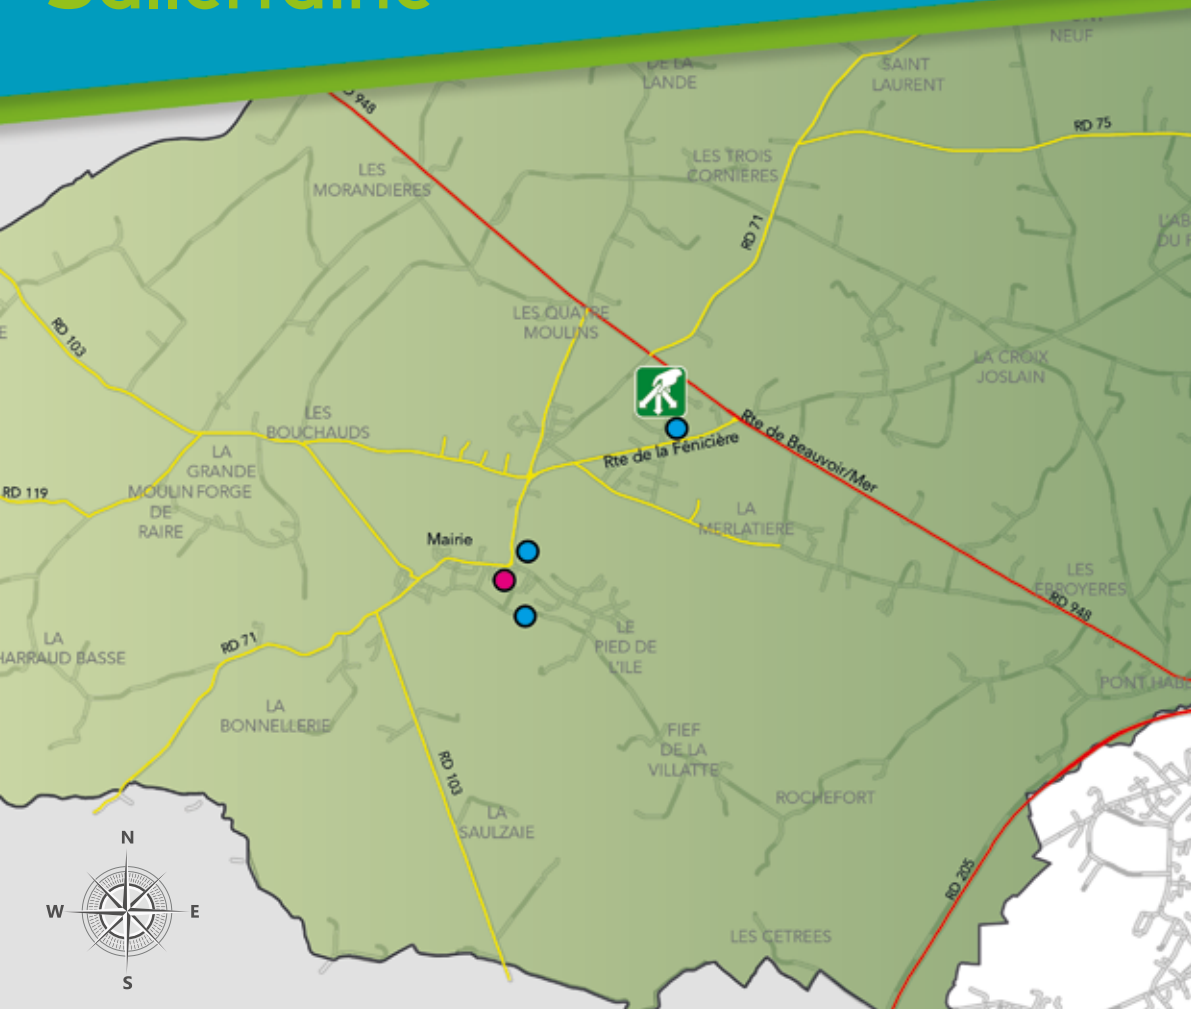 RD 948
NEUF
DE LA
LANDE
SAINT
LAURENT
RD 75
LES TROIS
CORNIERES
LES
MORANDIERES
RD 71
LES QUATRE
MOULINS
RD 103
LA CROIX
JOSLAIN
LES
BOUCHAUDS
Rte de Beauvoir/Mer
Rte de la Fénicière
LA
GRANDE
FORGE
MOULIN
DE
RAIRE
RD 119
LA
MERLATIERE
Mairie
LES
ERROYERES
RD 948
LE
PIED DE
L'ILE
LA
HARRAUD BASSE
RD 71
PONT HABE
LA
BONNELLERIE
FIEF
DE LA
VILLATTE
RD 103
ROCHEFORT
LA
SAULZAIE
RD 205
LES CETREES
N
W
E
S